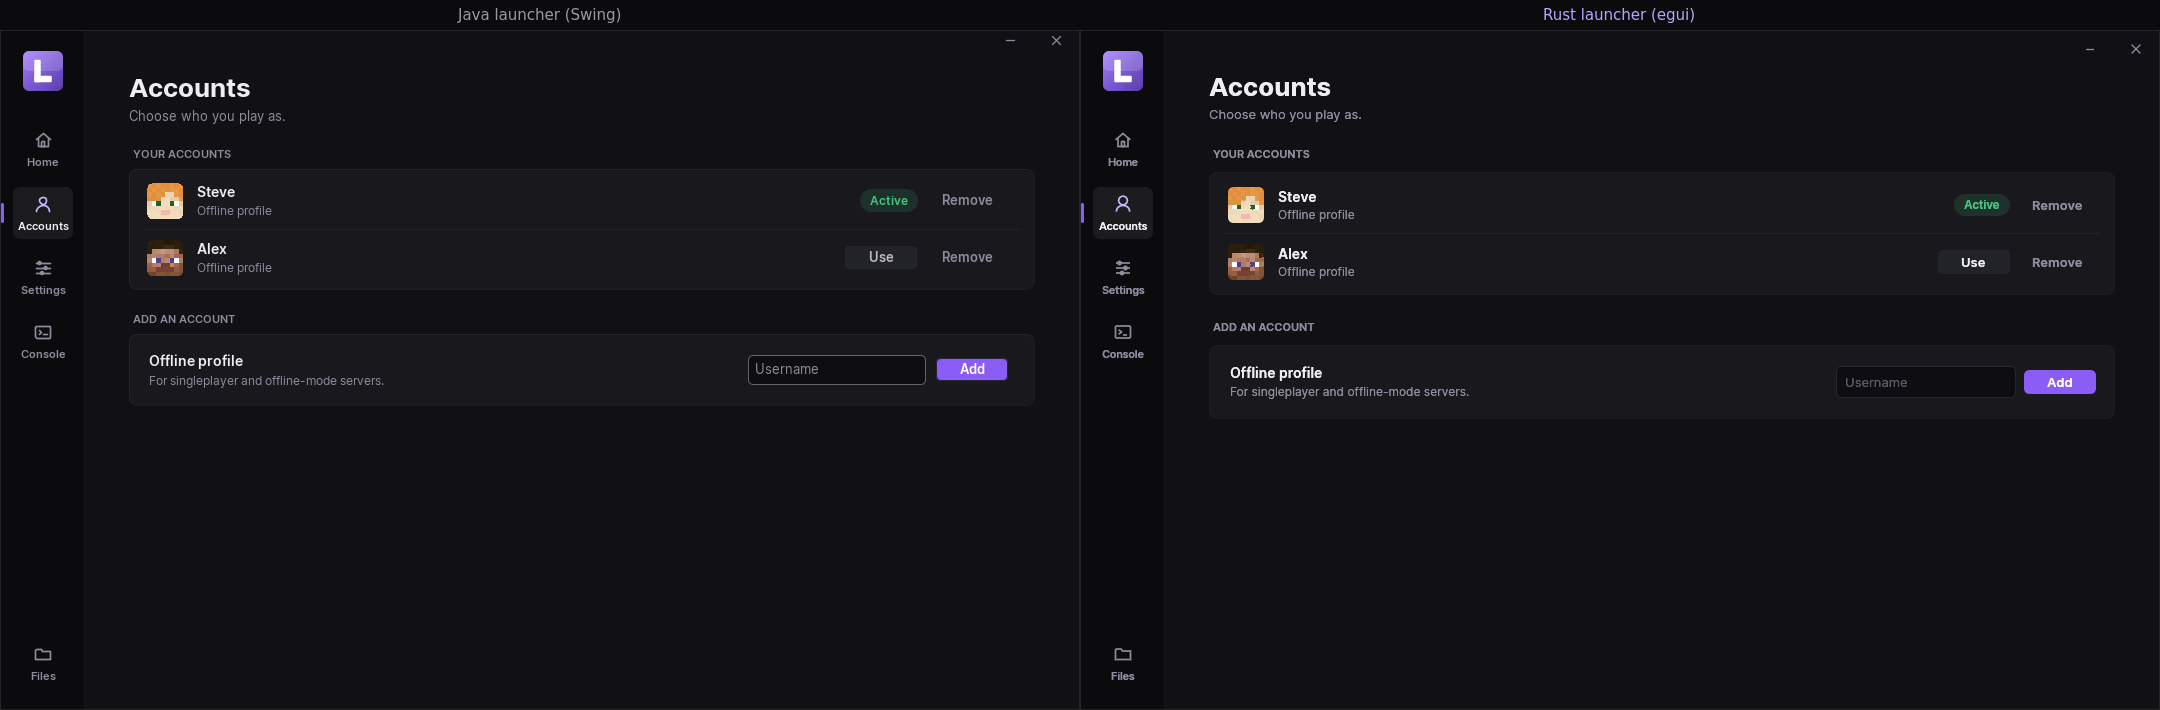 Java launcher (Swing)
L
Home
Accounts
Settings
Console
Files
Accounts
Choose who you play as.
YOUR ACCOUNTS
Steve
Offline profile
Active
Remove
Alex
Offline profile
Use
Remove
ADD AN ACCOUNT
Offline profile
For singleplayer and offline-mode servers.
Username
Add
Rust launcher (egui)
L
Home
Accounts
Settings
Console
Files
Accounts
Choose who you play as.
YOUR ACCOUNTS
Steve
Offline profile
Active
Remove
Alex
Offline profile
Use
Remove
ADD AN ACCOUNT
Offline profile
For singleplayer and offline-mode servers.
Username
Add